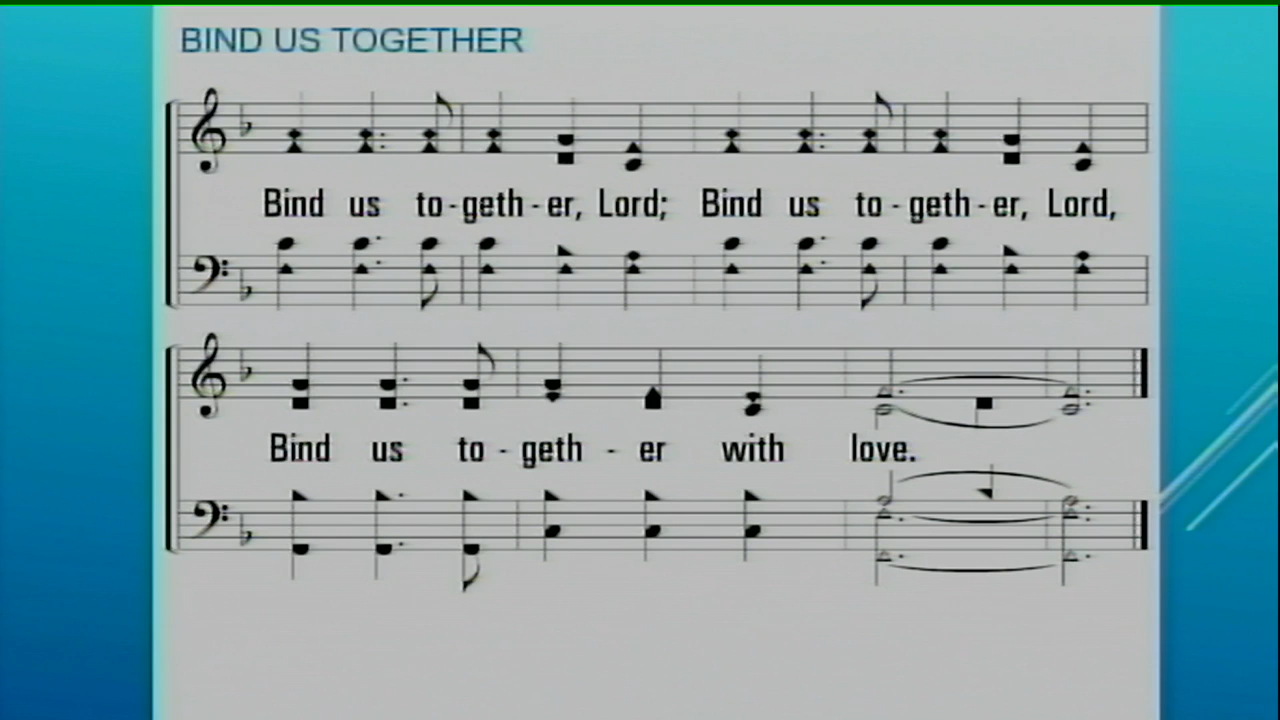 BIND US TOGETHER
Bind us to-geth-er, Lord; Bind us to-geth-er, Lord,
Bind us to-geth-er with love.